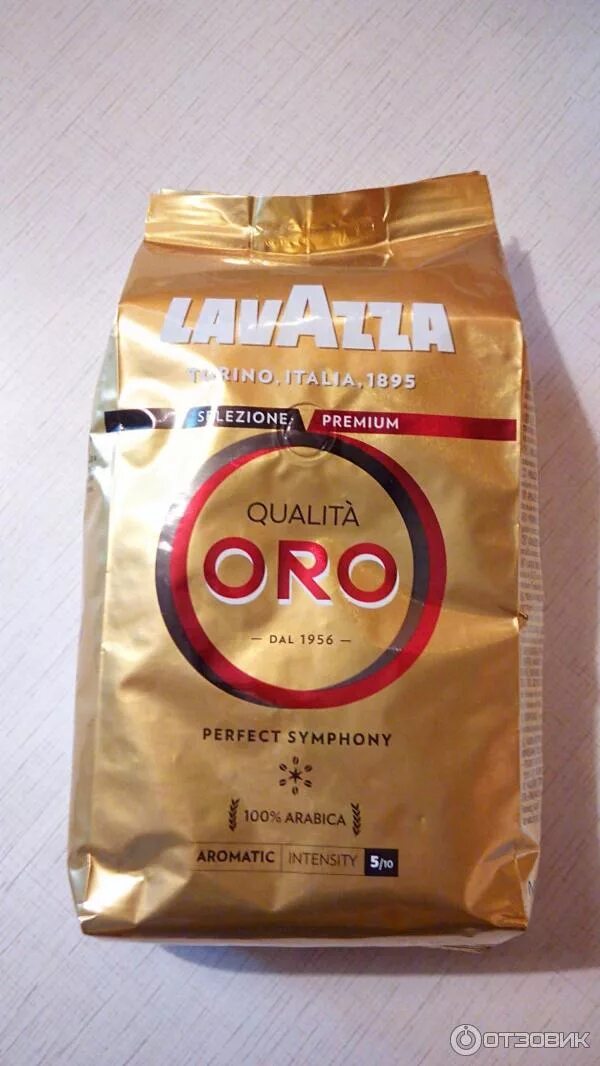 LAVAZZA
TORINO, ITALIA, 1895
SELEZIONE PREMIUM
QUALITÀ
ORO
— DAL 1956 —
PERFECT SYMPHONY
100% ARABICA
AROMATIC INTENSITY 5/10
ОТЗОВИК